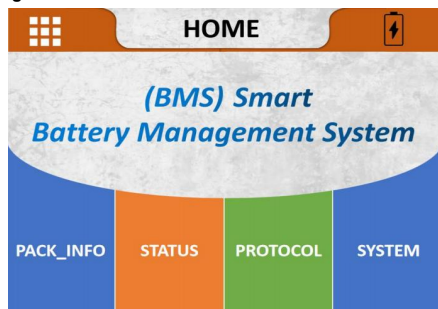 HOME
(BMS) Smart
Battery Management System
PACK_INFO STATUS PROTOCOL SYSTEM